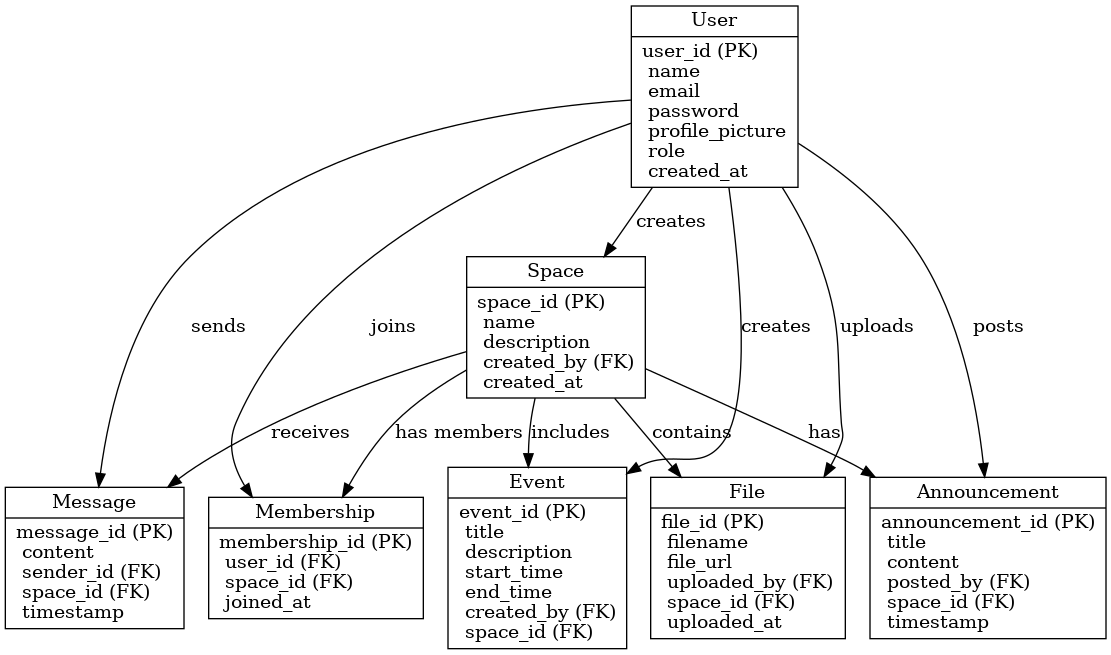 User
user_id (PK)
name
email
password
profile_picture
role
created_at
creates
Space
space_id (PK)
name
description
created_by (FK)
created_at
sends
joins
creates
uploads
posts
receives
has members
includes
contains
has
Message
message_id (PK)
content
sender_id (FK)
space_id (FK)
timestamp
Membership
membership_id (PK)
user_id (FK)
space_id (FK)
joined_at
Event
event_id (PK)
title
description
start_time
end_time
created_by (FK)
space_id (FK)
File
file_id (PK)
filename
file_url
uploaded_by (FK)
space_id (FK)
uploaded_at
Announcement
announcement_id (PK)
title
content
posted_by (FK)
space_id (FK)
timestamp